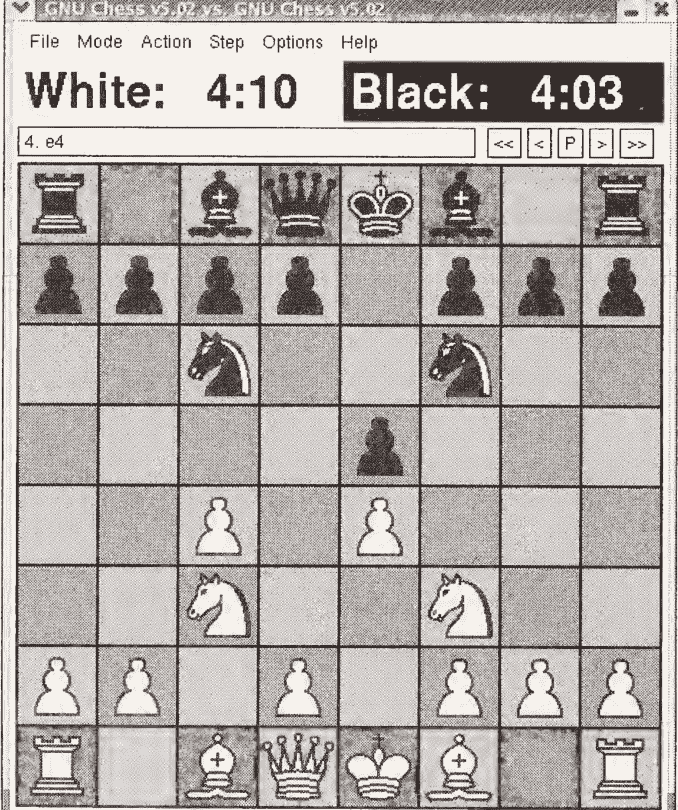 GNU Chess v5.02 vs. GNU Chess v5.02
File Mode Action Step Options Help
White: 4:10 Black: 4:03
4. e4 << < P > >>